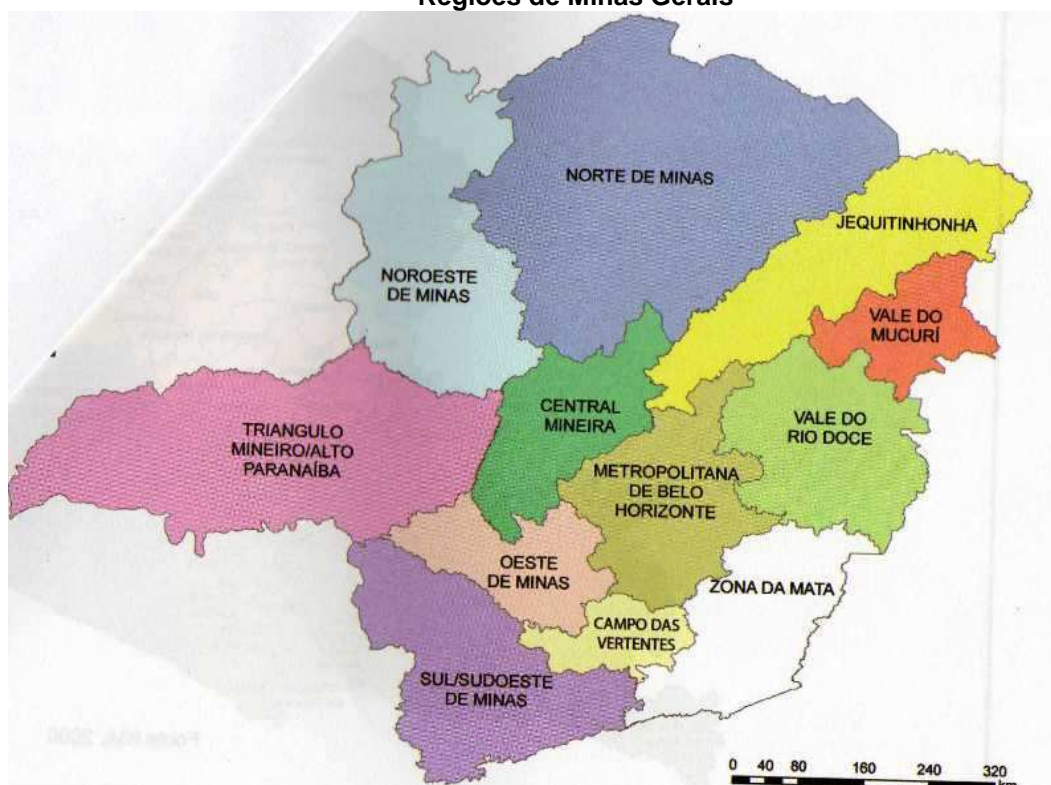 Regiões de Minas Gerais
NORTE DE MINAS
JEQUITINHONHA
NOROESTE
DE MINAS
VALE DO
MUCURÍ
CENTRAL
MINEIRA
VALE DO
RIO DOCE
TRIANGULO
MINEIRO/ALTO
PARANAÍBA
METROPOLITANA
DE BELO
HORIZONTE
OESTE
DE MINAS
ZONA DA MATA
CAMPO DAS
VERTENTES
SUL/SUDOESTE
DE MINAS
0 40 80 160 240 320
km